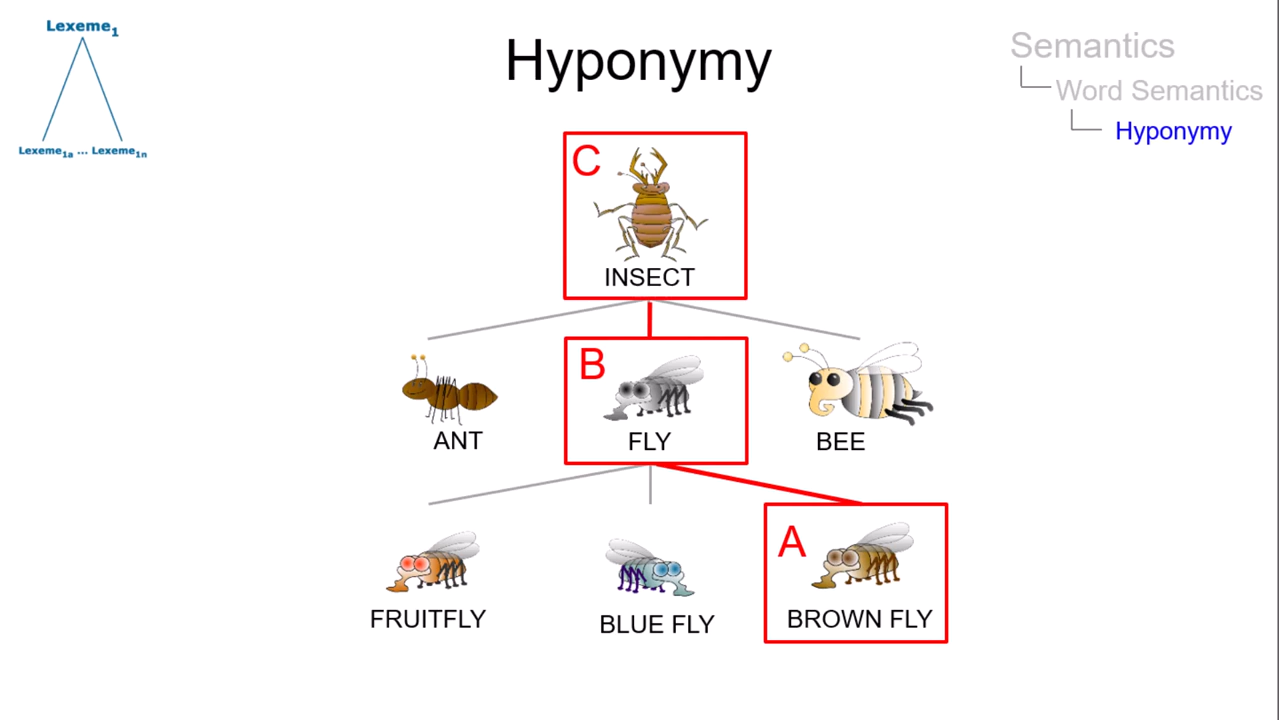 Lexeme1
Lexeme1a ... Lexeme1n
Hyponymy
Semantics
Word Semantics
Hyponymy
C
INSECT
B
ANT
FLY
BEE
A
FRUITFLY
BLUE FLY
BROWN FLY